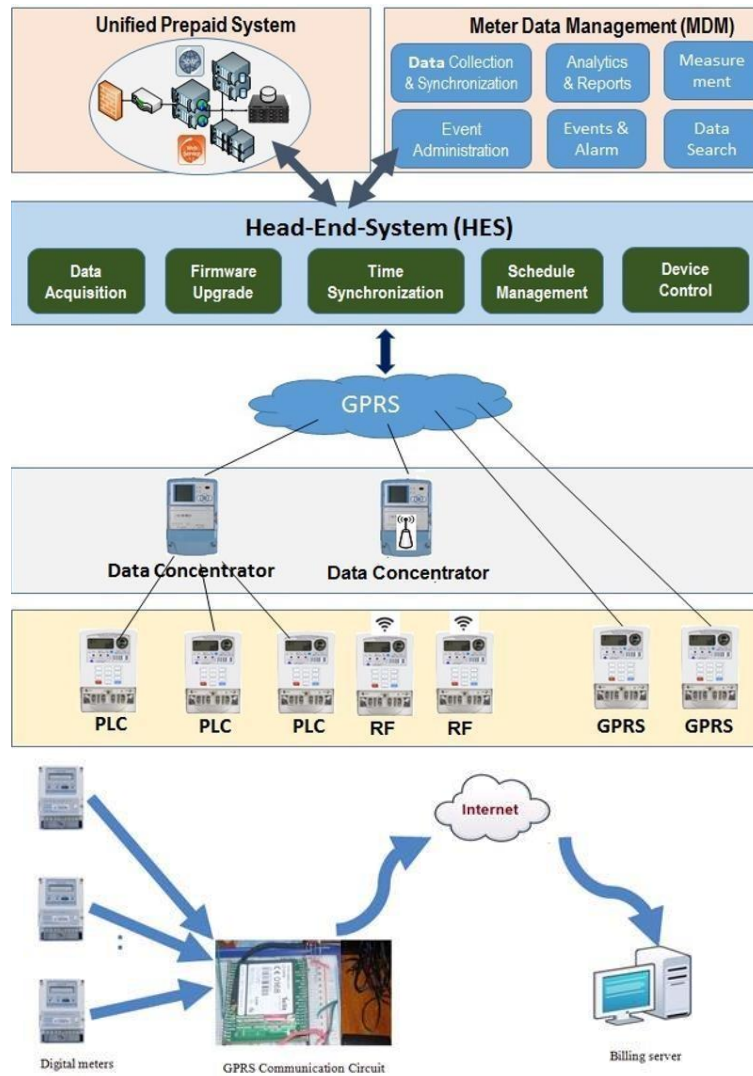 Unified Prepaid System
Meter Data Management (MDM)
Data Collection
& Synchronization
Analytics
& Reports
Measure
ment
Event
Administration
Events &
Alarm
Data
Search
Head-End-System (HES)
Data
Acquisition
Firmware
Upgrade
Time
Synchronization
Schedule
Management
Device
Control
GPRS
Data Concentrator
Data Concentrator
PLC
PLC
PLC
RF
RF
GPRS
GPRS
Internet
Digital meters
GPRS Communication Circuit
Billing server